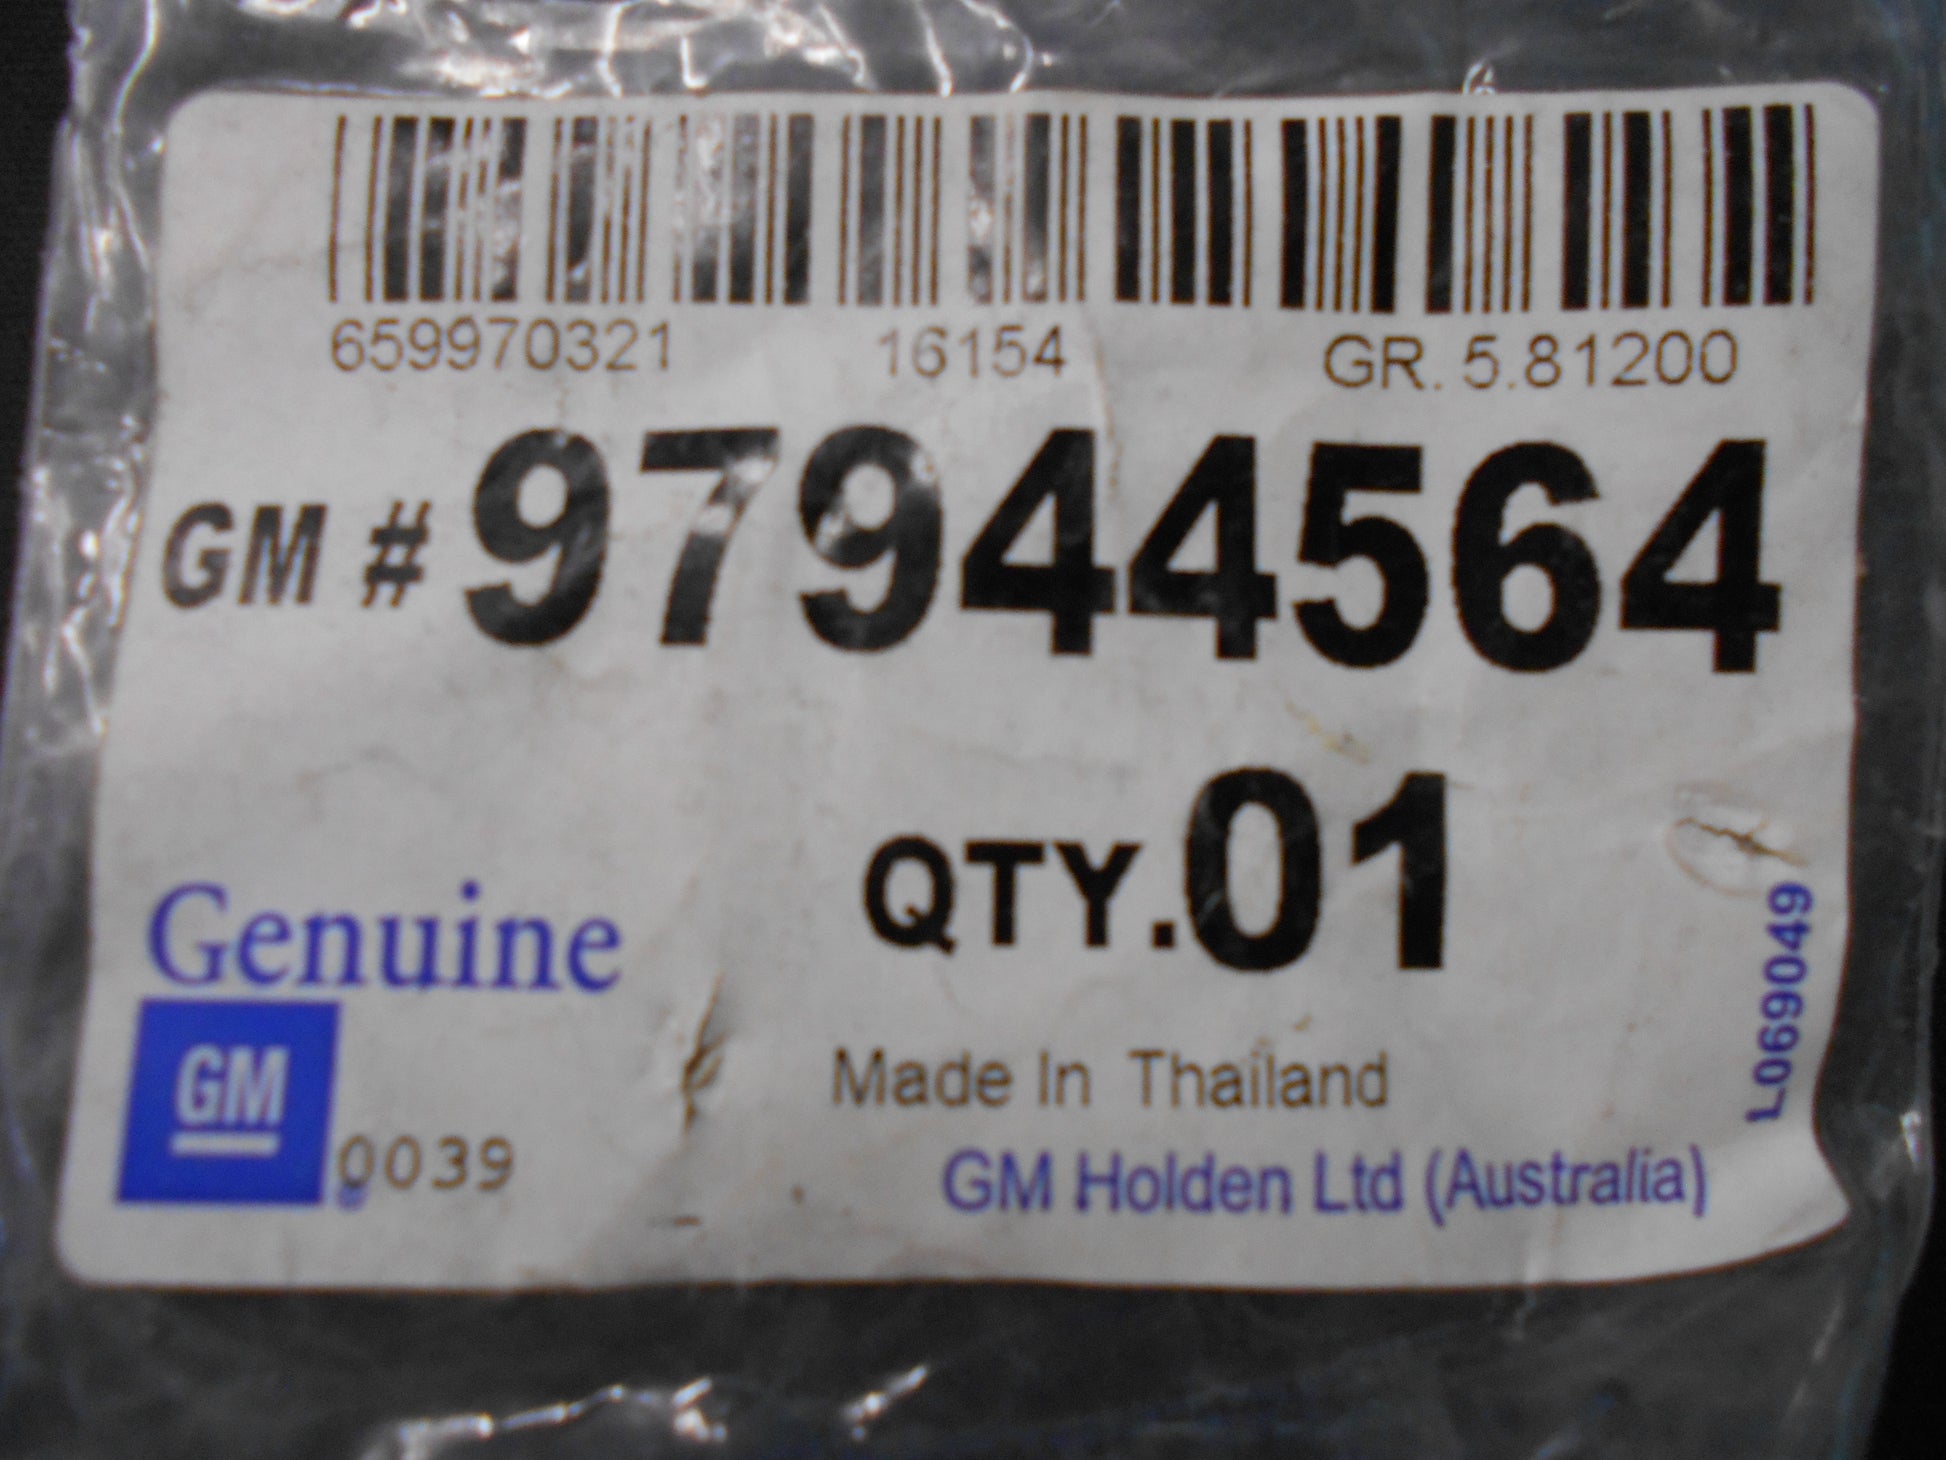 659970321 16154 GR. 5.81200
GM # 97944564
QTY.01
Genuine
GM
0039
Made In Thailand
GM Holden Ltd (Australia)
L069049